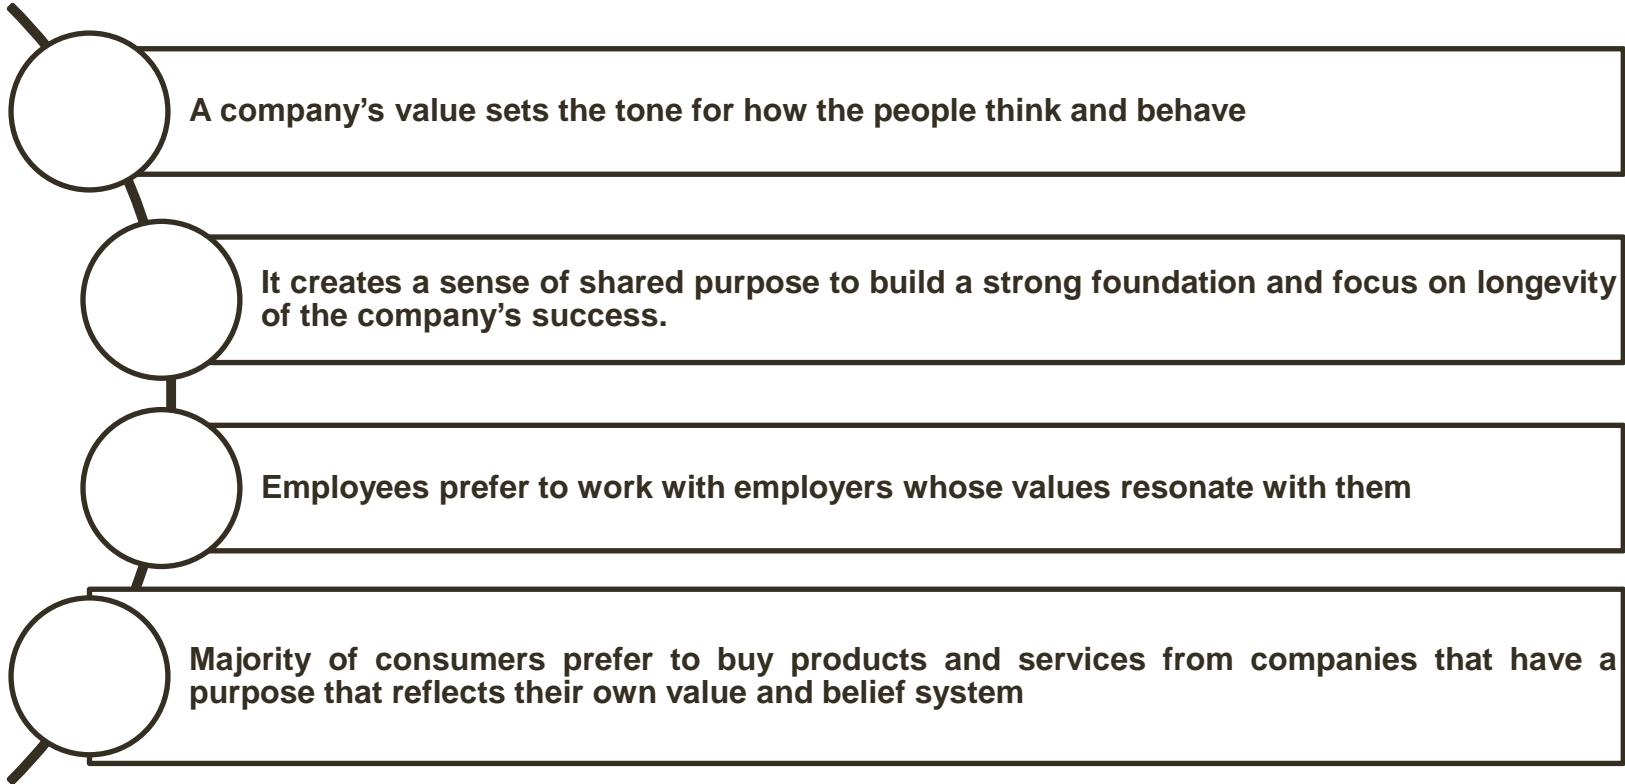 A company’s value sets the tone for how the people think and behave
It creates a sense of shared purpose to build a strong foundation and focus on longevity
of the company’s success.
Employees prefer to work with employers whose values resonate with them
Majority of consumers prefer to buy products and services from companies that have a
purpose that reflects their own value and belief system